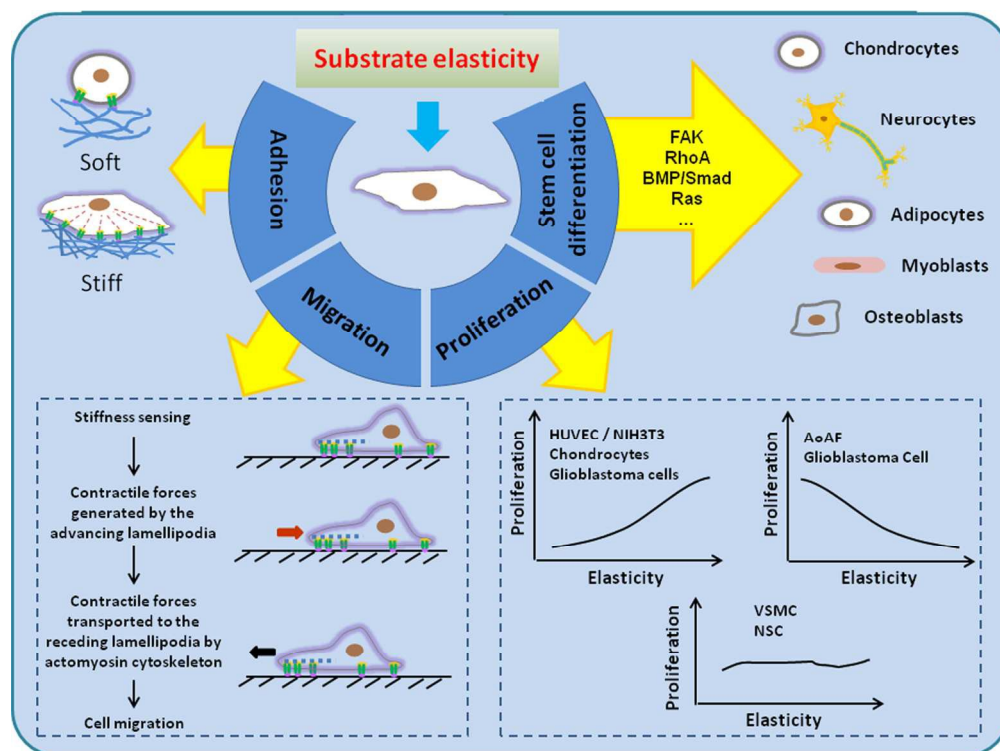 Substrate elasticity
Adhesion
Migration
Proliferation
Stem cell
differentiation
Soft
Stiff
FAK
RhoA
BMP/Smad
Ras
...
Chondrocytes
Neurocytes
Adipocytes
Myoblasts
Osteoblasts
Stiffness sensing
Contractile forces
generated by the
advancing lamellipodia
Contractile forces
transported to the
receding lamellipodia by
actomyosin cytoskeleton
Cell migration
Proliferation
HUVEC / NIH3T3
Chondrocytes
Glioblastoma cells
Elasticity
Proliferation
AoAF
Glioblastoma Cell
Elasticity
Proliferation
VSMC
NSC
Elasticity